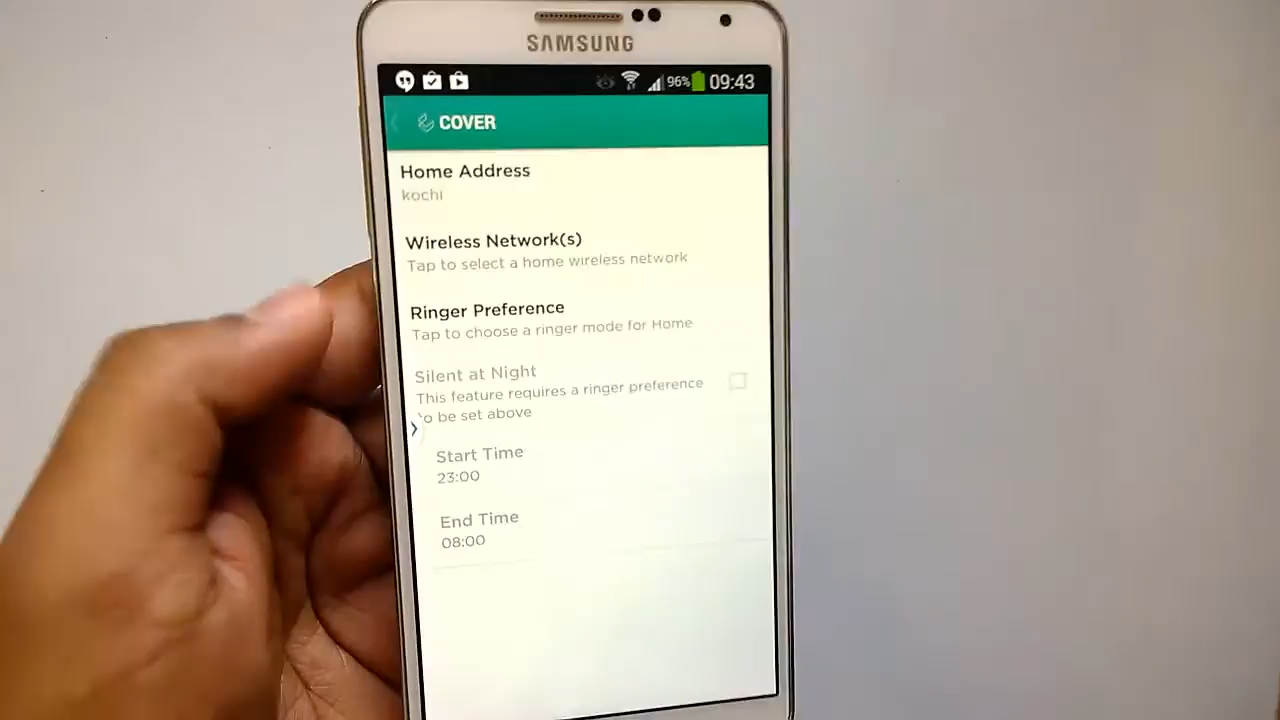 SAMSUNG
96% 09:43
COVER
Home Address
kochi
Wireless Network(s)
Tap to select a home wireless network
Ringer Preference
Tap to choose a ringer mode for Home
Silent at Night
This feature requires a ringer preference
to be set above
Start Time
23:00
End Time
08:00